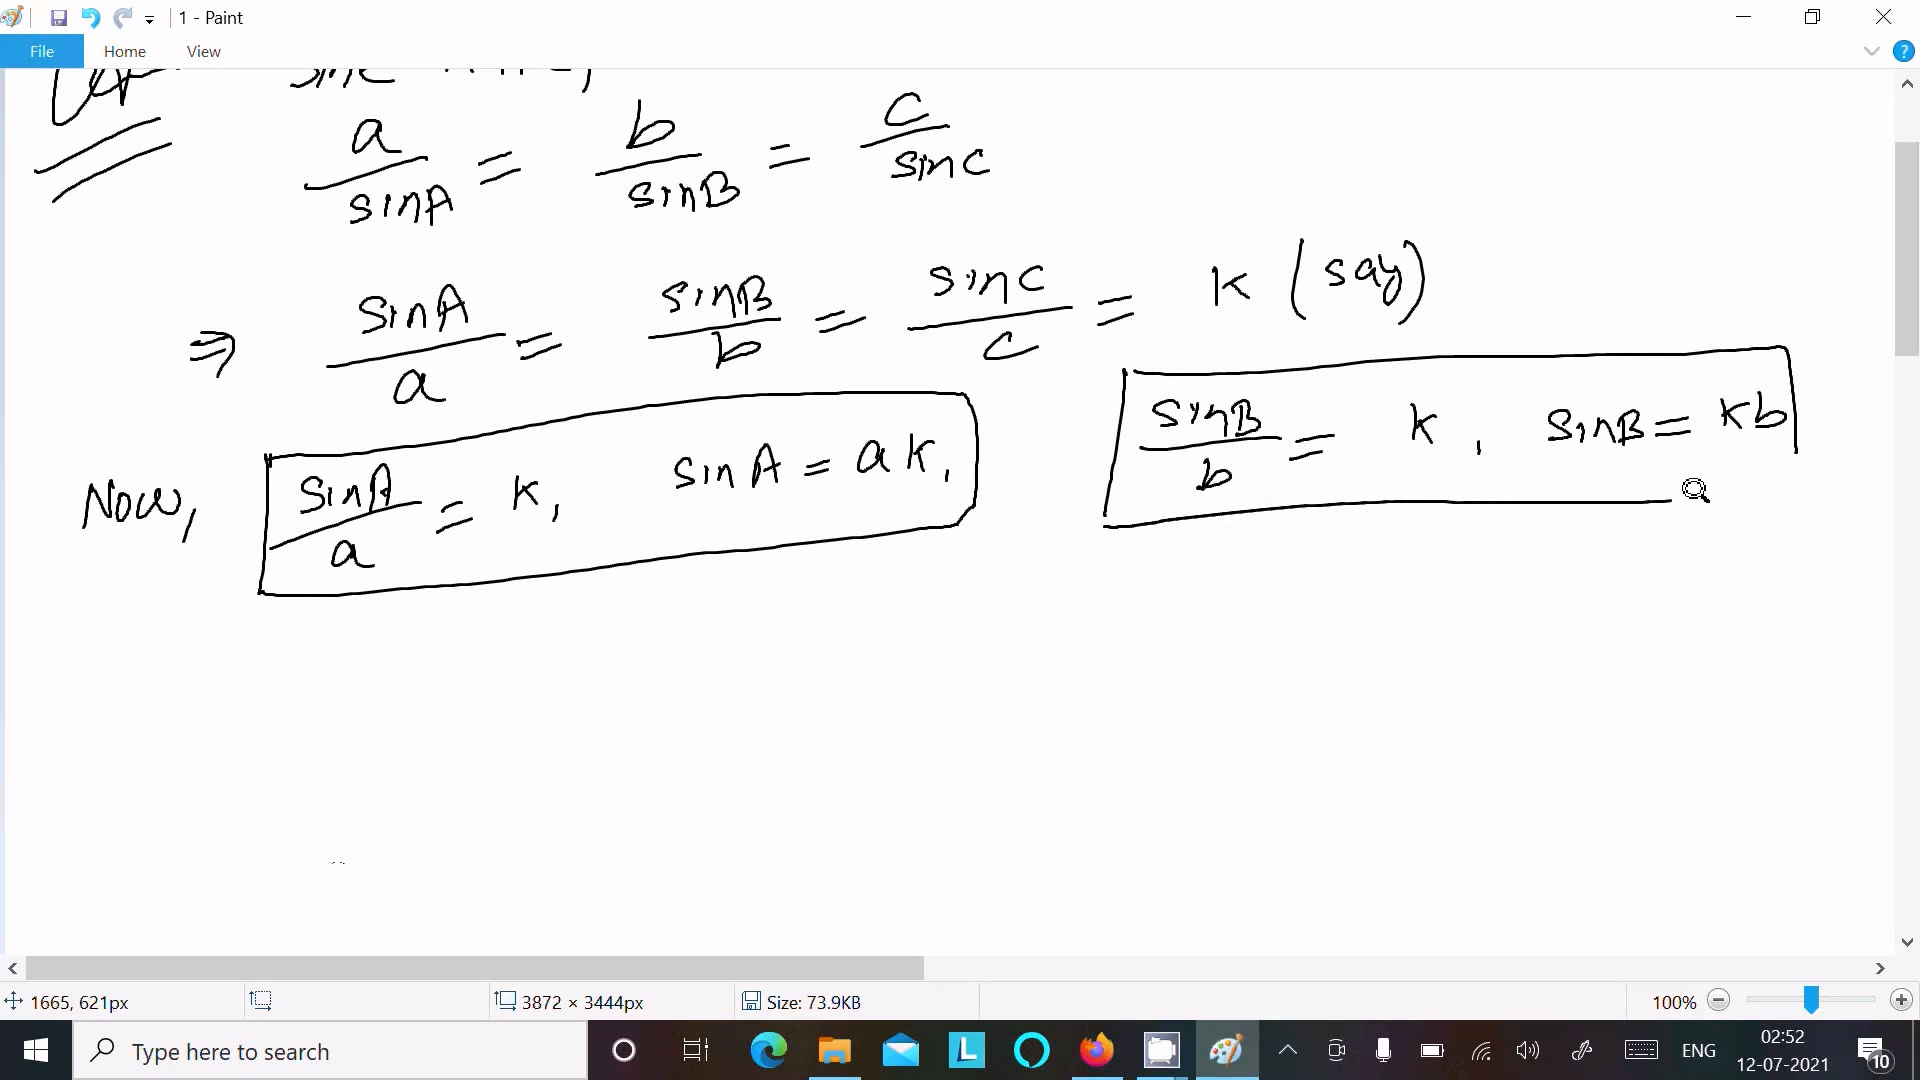 1 - Paint
File Home View
a/sinA = b/sinB = c/sinC
⇒ sinA/a = sinB/b = sinC/c = K (say)
Now, sinA/a = K, sinA = aK,
sinB/b = K, sinB = Kb
1665, 621px 3872 × 3444px Size: 73.9KB 100%
Type here to search
L
ENG
02:52
12-07-2021
10